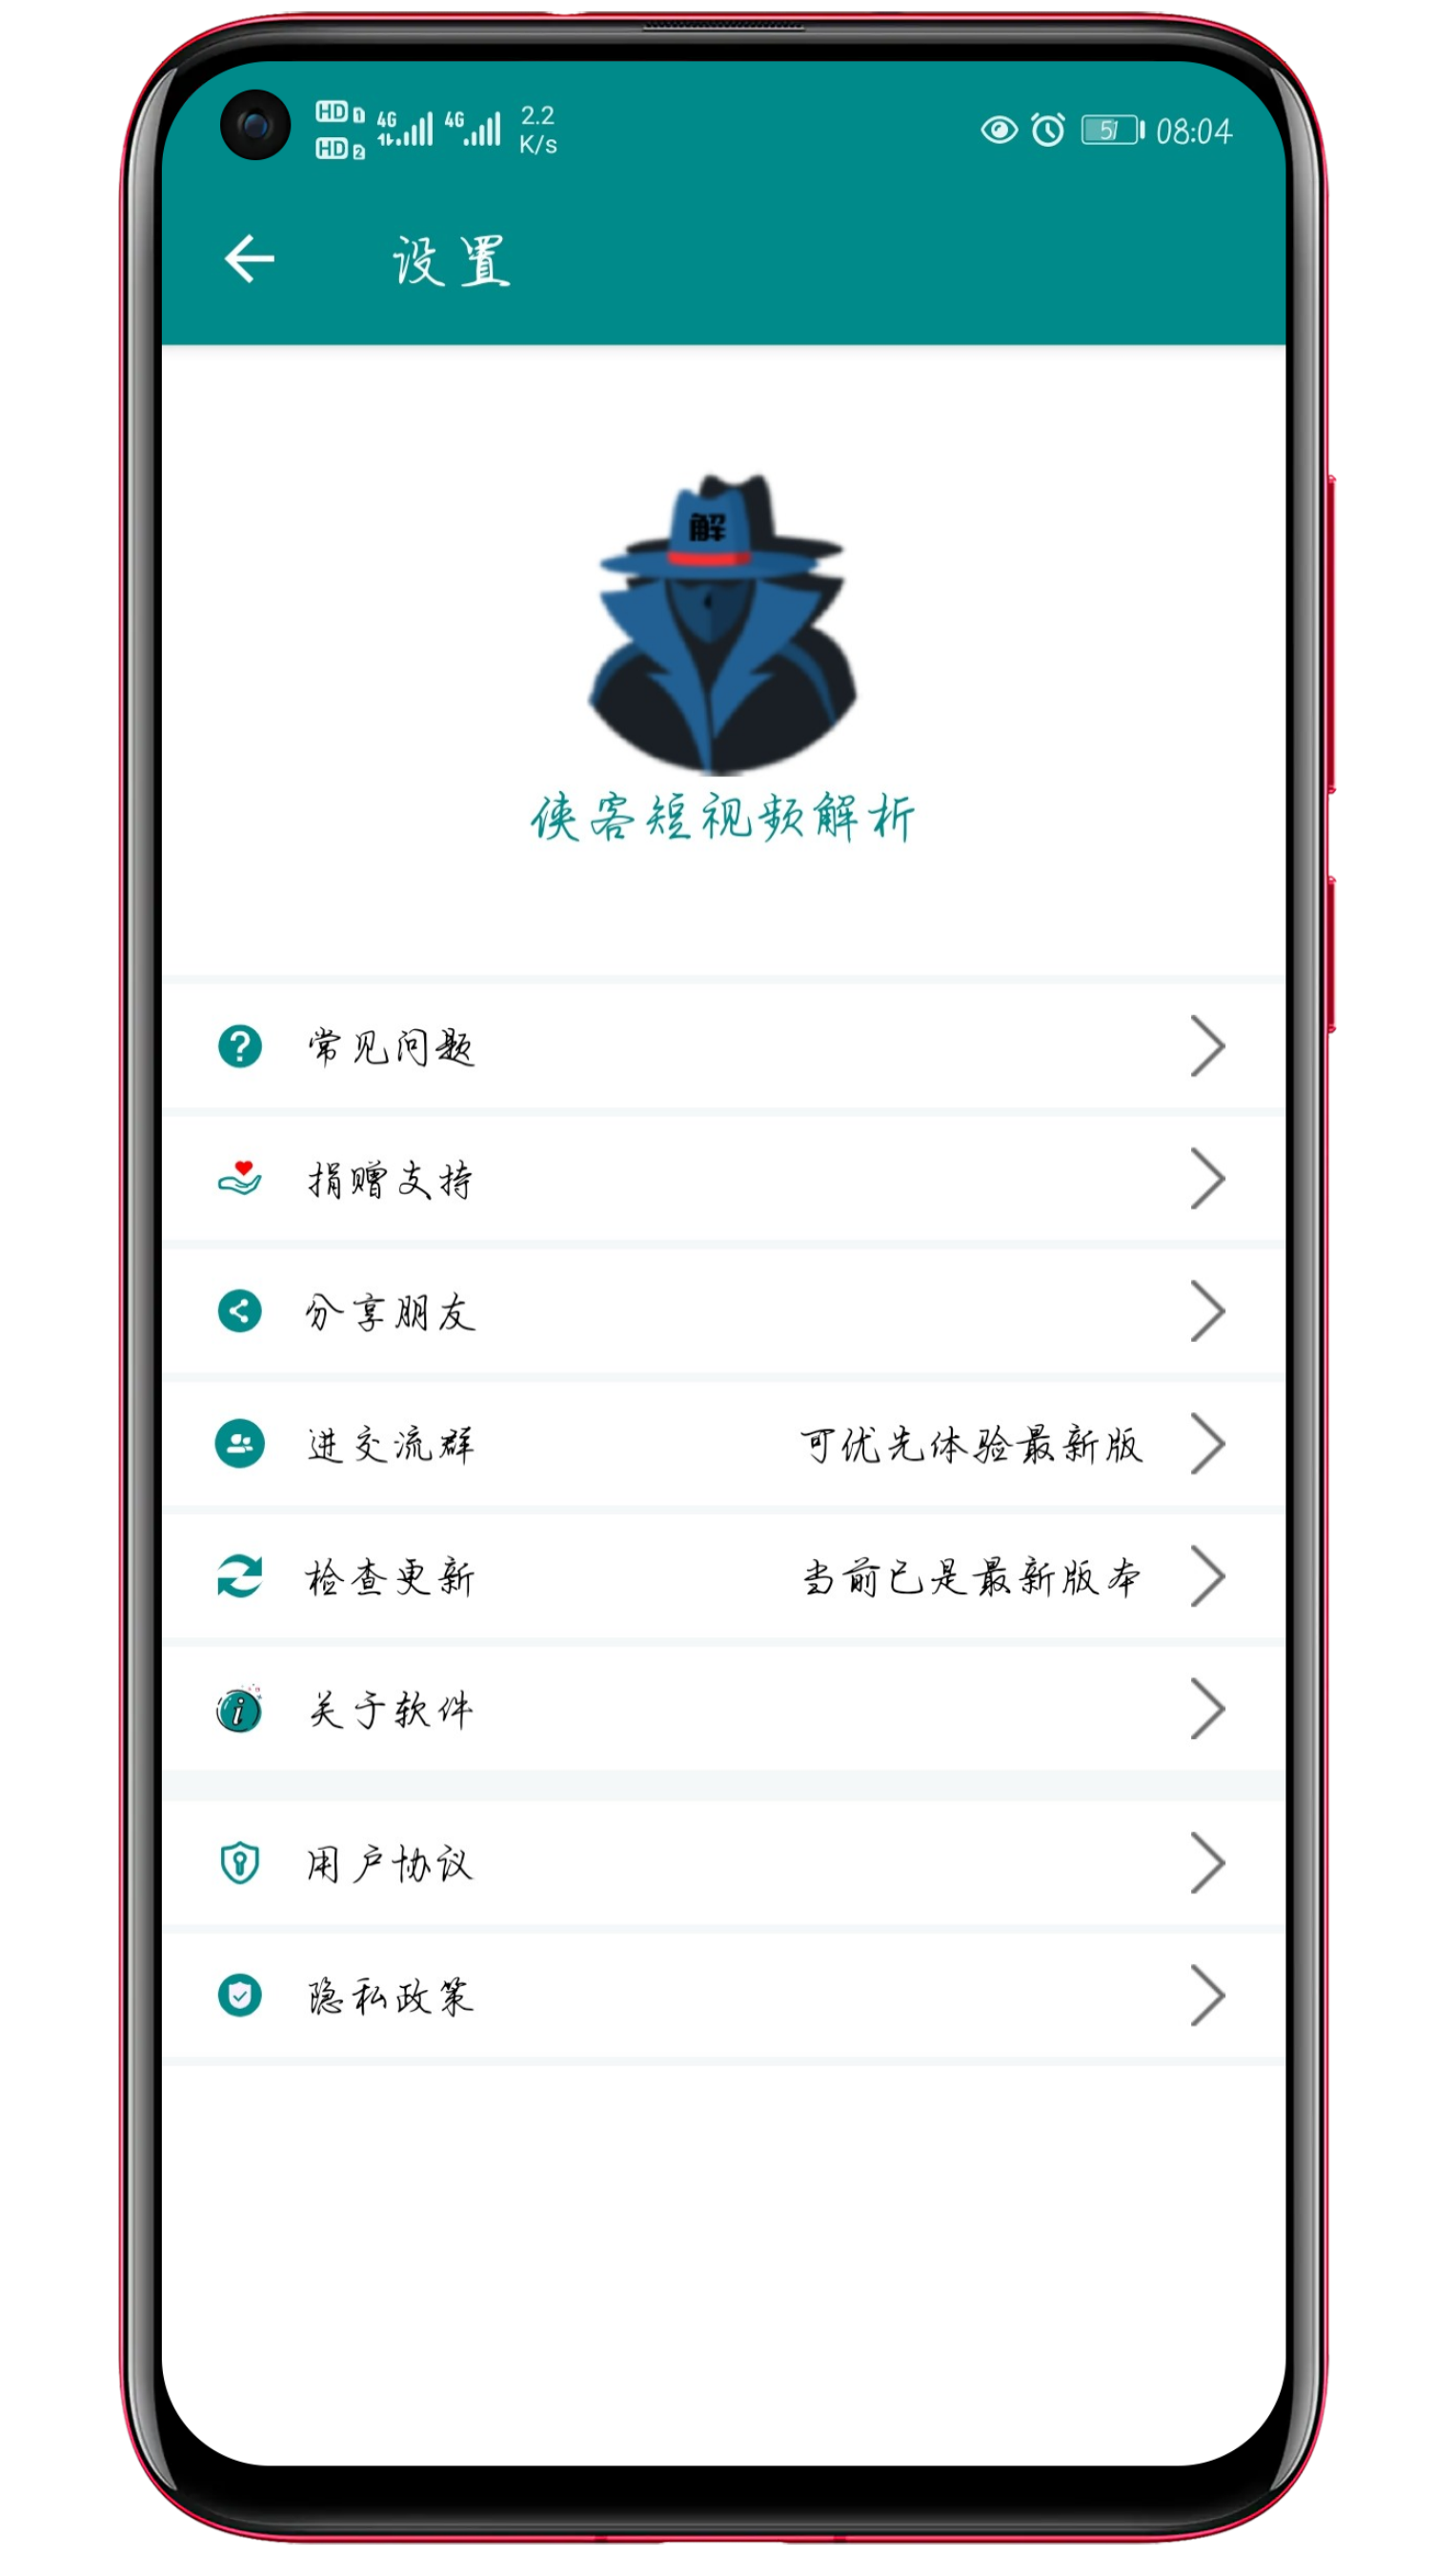 HD 1 4G 4G 2.2
HD 2 K/s
51 08:04
设置
解
侠客短视频解析
常见问题
捐赠支持
分享朋友
进交流群 可优先体验最新版
检查更新 当前已是最新版本
关于软件
用户协议
隐私政策